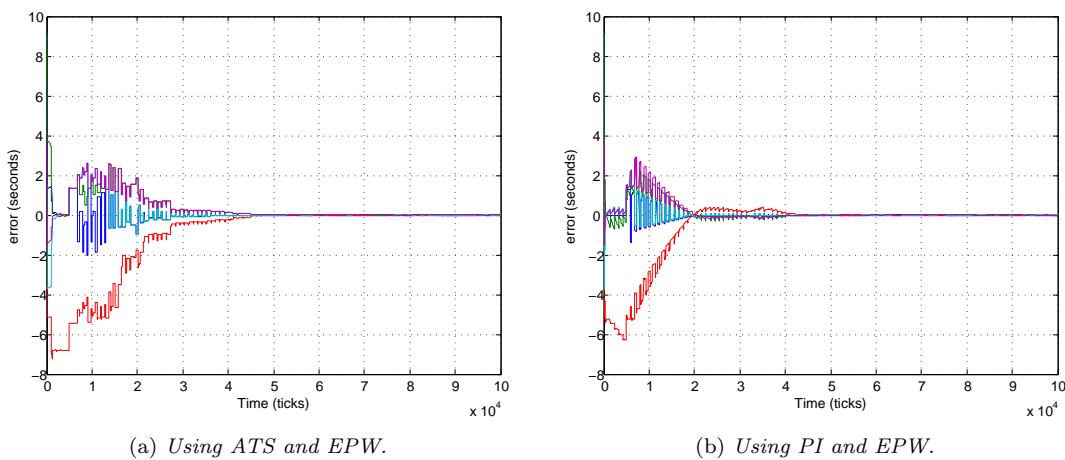 10
8
6
4
2
0
−2
−4
−6
−8
error (seconds)
0 1 2 3 4 5 6 7 8 9 10
Time (ticks)
x 10^4
(a) Using ATS and EPW.
10
8
6
4
2
0
−2
−4
−6
−8
error (seconds)
0 1 2 3 4 5 6 7 8 9 10
Time (ticks)
x 10^4
(b) Using PI and EPW.